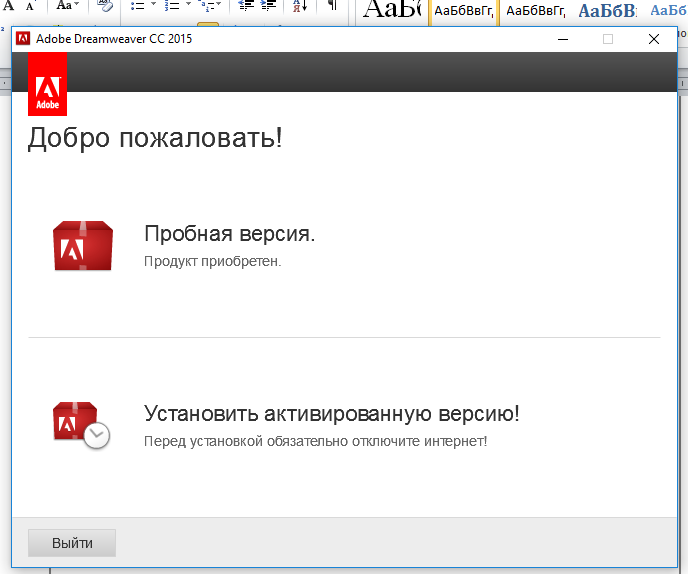 АаБбВвГг,
АаБбВвГг,
Adobe Dreamweaver CC 2015
Adobe
Добро пожаловать!
Пробная версия.
Продукт приобретен.
Установить активированную версию!
Перед установкой обязательно отключите интернет!
Выйти